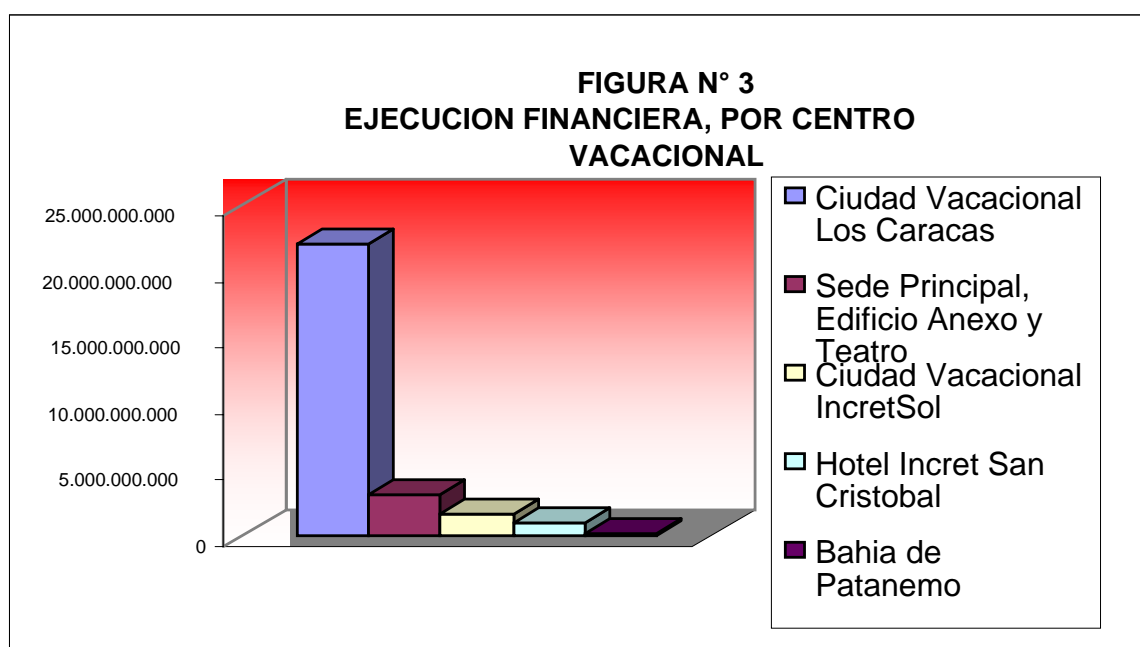 FIGURA N° 3
EJECUCION FINANCIERA, POR CENTRO
VACACIONAL
25.000.000.000
20.000.000.000
15.000.000.000
10.000.000.000
5.000.000.000
0
Ciudad Vacacional
Los Caracas
Sede Principal,
Edificio Anexo y
Teatro
Ciudad Vacacional
IncretSol
Hotel Incret San
Cristobal
Bahia de
Patanemo